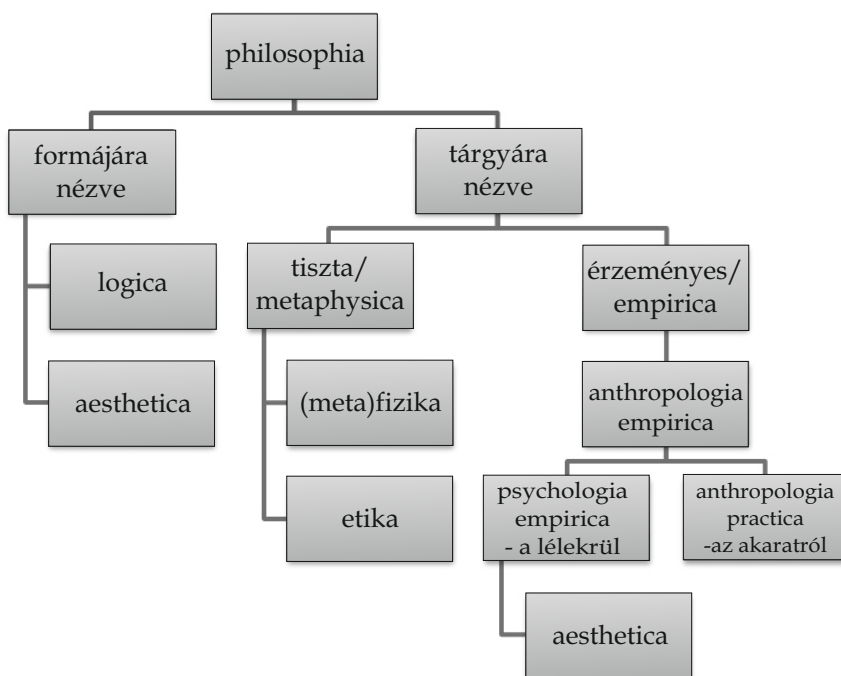 philosophia
formájára
nézve
tárgyára
nézve
logica
aesthetica
tiszta/
metaphysica
érzeményes/
empirica
(meta)fizika
etika
anthropologia
empirica
psychologia
empirica
- a lélekrül
anthropologia
practica
-az akaratról
aesthetica